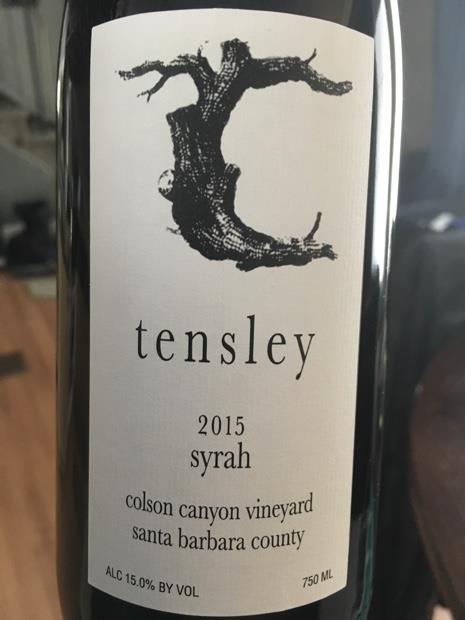 tensley
2015
syrah
colson canyon vineyard
santa barbara county
ALC 15.0% BY VOL 750 ML